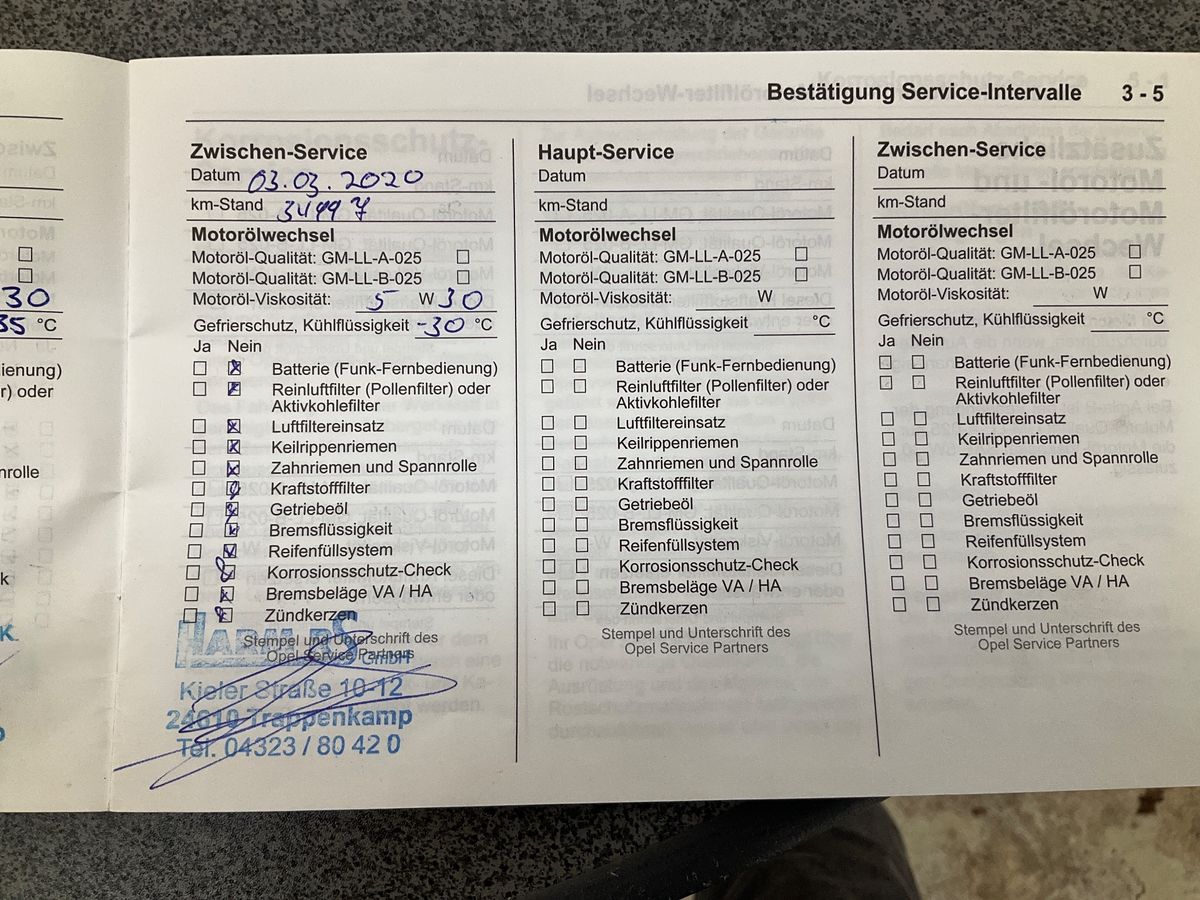 Bestätigung Service-Intervalle 3 - 5
30
35 °C
ienung)
r) oder
nrolle
k
K
Zwischen-Service
Datum 03.03.2020
km-Stand 34997
Motorölwechsel
Motoröl-Qualität: GM-LL-A-025
Motoröl-Qualität: GM-LL-B-025
Motoröl-Viskosität: 5 W 30
Gefrierschutz, Kühlflüssigkeit -30 °C
Ja Nein
Batterie (Funk-Fernbedienung)
Reinluftfilter (Pollenfilter) oder
Aktivkohlefilter
Luftfiltereinsatz
Keilrippenriemen
Zahnriemen und Spannrolle
Kraftstofffilter
Getriebeöl
Bremsflüssigkeit
Reifenfüllsystem
Korrosionsschutz-Check
Bremsbeläge VA / HA
Zündkerzen
Stempel und Unterschrift des
Opel Service Partners
GmbH
Kieler Straße 10-12
24610 Trappenkamp
Tel. 04323 / 80 42 0
Haupt-Service
Datum
km-Stand
Motorölwechsel
Motoröl-Qualität: GM-LL-A-025
Motoröl-Qualität: GM-LL-B-025
Motoröl-Viskosität: W
Gefrierschutz, Kühlflüssigkeit °C
Ja Nein
Batterie (Funk-Fernbedienung)
Reinluftfilter (Pollenfilter) oder
Aktivkohlefilter
Luftfiltereinsatz
Keilrippenriemen
Zahnriemen und Spannrolle
Kraftstofffilter
Getriebeöl
Bremsflüssigkeit
Reifenfüllsystem
Korrosionsschutz-Check
Bremsbeläge VA / HA
Zündkerzen
Stempel und Unterschrift des
Opel Service Partners
Zwischen-Service
Datum
km-Stand
Motorölwechsel
Motoröl-Qualität: GM-LL-A-025
Motoröl-Qualität: GM-LL-B-025
Motoröl-Viskosität: W
Gefrierschutz, Kühlflüssigkeit °C
Ja Nein
Batterie (Funk-Fernbedienung)
Reinluftfilter (Pollenfilter) oder
Aktivkohlefilter
Luftfiltereinsatz
Keilrippenriemen
Zahnriemen und Spannrolle
Kraftstofffilter
Getriebeöl
Bremsflüssigkeit
Reifenfüllsystem
Korrosionsschutz-Check
Bremsbeläge VA / HA
Zündkerzen
Stempel und Unterschrift des
Opel Service Partners